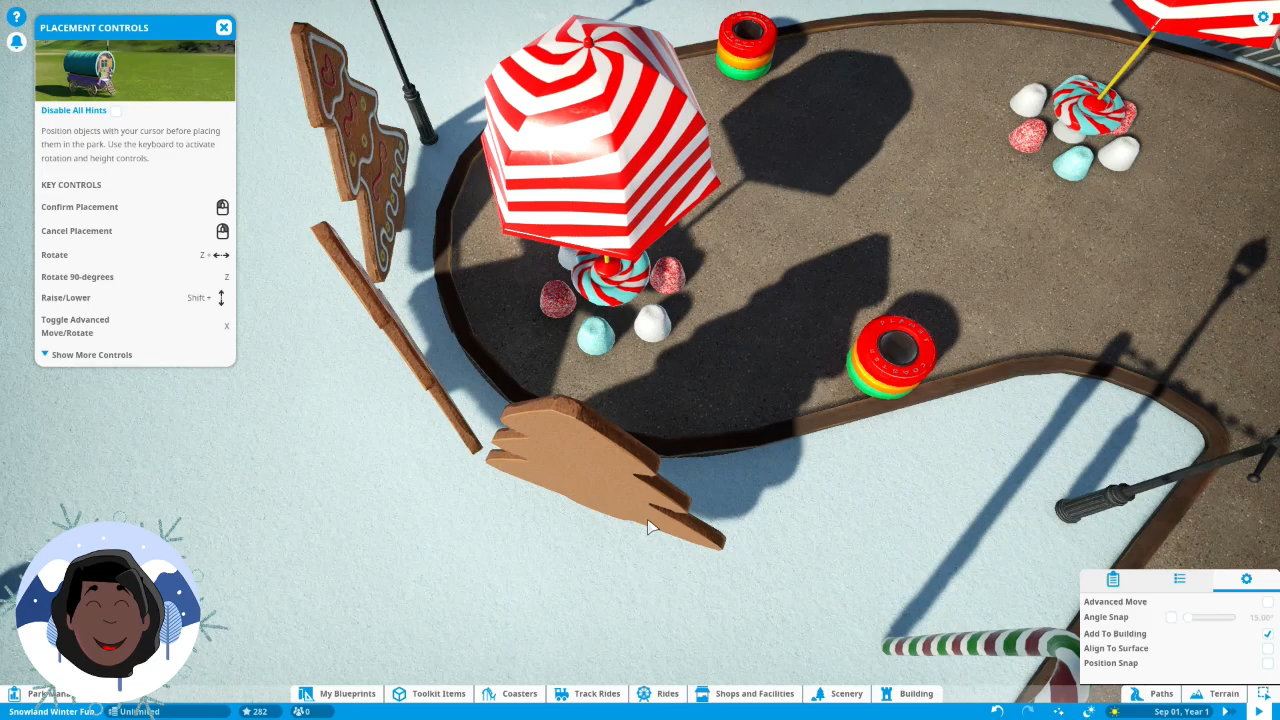 PLACEMENT CONTROLS
Disable All Hints
Position objects with your cursor before placing
them in the park. Use the keyboard to activate
rotation and height controls.
KEY CONTROLS
Confirm Placement
Cancel Placement
Rotate Z +
Rotate 90-degrees Z
Raise/Lower Shift +
Toggle Advanced
Move/Rotate X
Show More Controls
PLANET
COASTER
Advanced Move
Angle Snap 15.00°
Add To Building
Align To Surface
Position Snap
My Blueprints Toolkit Items Coasters Track Rides Rides Shops and Facilities Scenery Building Paths Terrain
Snowland Winter Fun Unlimited 282 0 Sep 01, Year 1